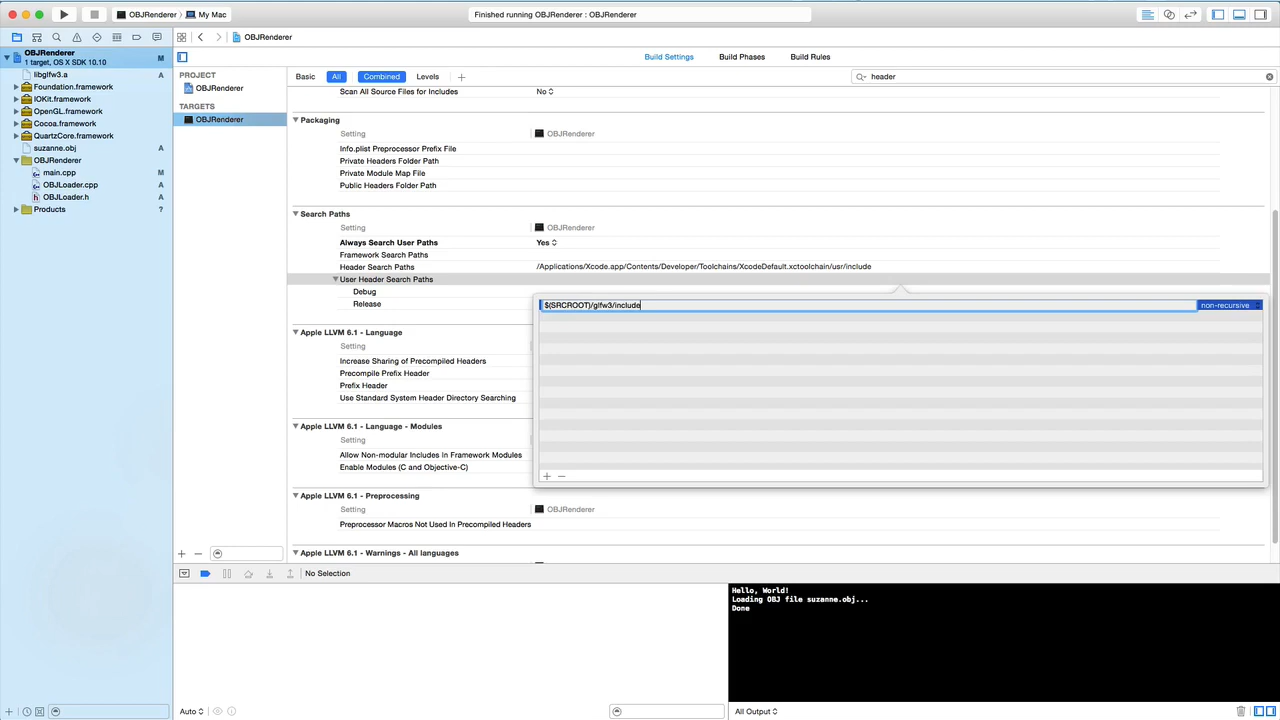 OBJRenderer
My Mac
Finished running OBJRenderer : OBJRenderer
OBJRenderer
1 target, OS X SDK 10.10
M
libglfw3.a
A
Foundation.framework
IOKit.framework
OpenGL.framework
Cocoa.framework
QuartzCore.framework
suzanne.obj
A
OBJRenderer
main.cpp
M
OBJLoader.cpp
A
OBJLoader.h
A
Products
?
OBJRenderer
Build Settings
Build Phases
Build Rules
PROJECT
OBJRenderer
TARGETS
OBJRenderer
Basic
All
Combined
Levels
header
Scan All Source Files for Includes
No
Packaging
Setting
OBJRenderer
Info.plist Preprocessor Prefix File
Private Headers Folder Path
Private Module Map File
Public Headers Folder Path
Search Paths
Setting
OBJRenderer
Always Search User Paths
Yes
Framework Search Paths
Header Search Paths
/Applications/Xcode.app/Contents/Developer/Toolchains/XcodeDefault.xctoolchain/usr/include
User Header Search Paths
Debug
Release
$(SRCROOT)/glfw3/include
non-recursive
Apple LLVM 6.1 - Language
Setting
Increase Sharing of Precompiled Headers
Precompile Prefix Header
Prefix Header
Use Standard System Header Directory Searching
Apple LLVM 6.1 - Language - Modules
Setting
Allow Non-modular Includes In Framework Modules
Enable Modules (C and Objective-C)
Apple LLVM 6.1 - Preprocessing
Setting
OBJRenderer
Preprocessor Macros Not Used In Precompiled Headers
Apple LLVM 6.1 - Warnings - All languages
No Selection
Hello, World!
Loading OBJ file suzanne.obj...
Done
Auto
All Output